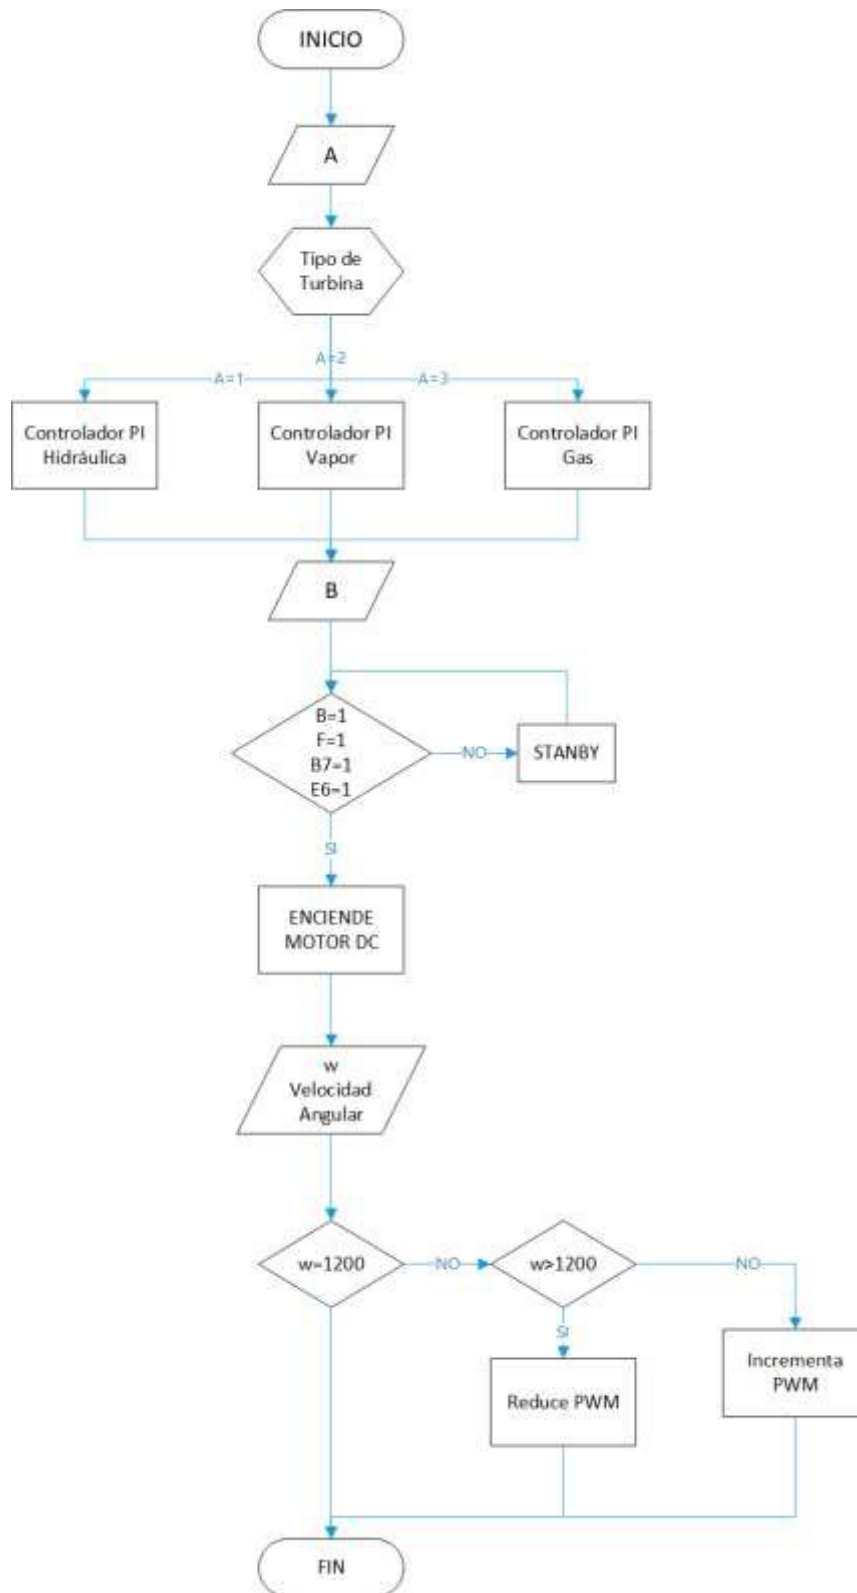 INICIO
A
Tipo de
Turbina
A=2
A=1
A=3
Controlador PI
Hidráulica
Controlador PI
Vapor
Controlador PI
Gas
B
B=1
F=1
B7=1
E6=1
NO
STANBY
SI
ENCIENDE
MOTOR DC
w
Velocidad
Angular
w=1200
NO
w>1200
NO
SI
Reduce PWM
Incrementa
PWM
FIN